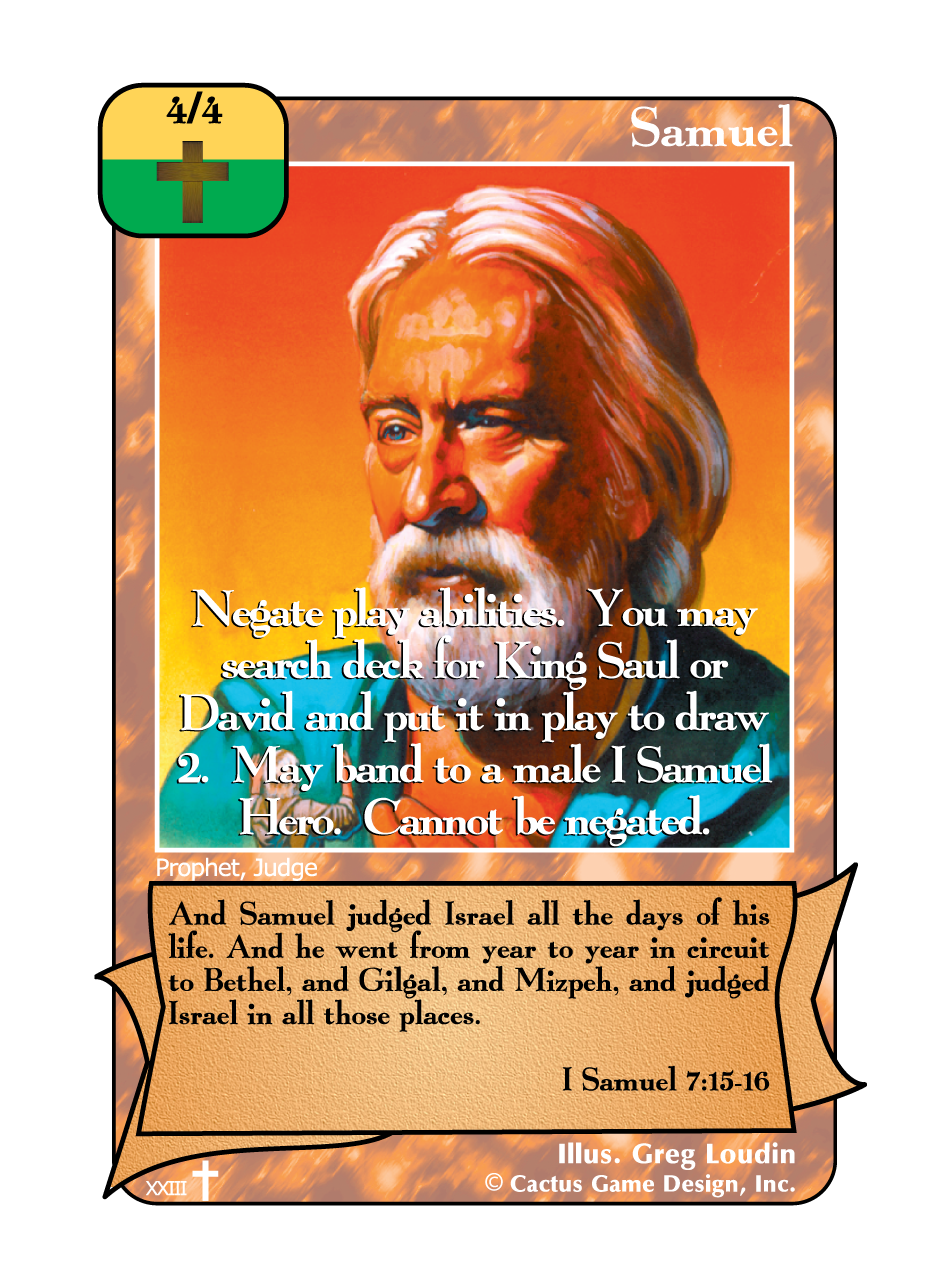 4/4
Samuel
Negate play abilities. You may
search deck for King Saul or
David and put it in play to draw
2. May band to a male I Samuel
Hero. Cannot be negated.
Prophet, Judge
And Samuel judged Israel all the days of his
life. And he went from year to year in circuit
to Bethel, and Gilgal, and Mizpeh, and judged
Israel in all those places.
I Samuel 7:15-16
Illus. Greg Loudin
© Cactus Game Design, Inc.
XXIII